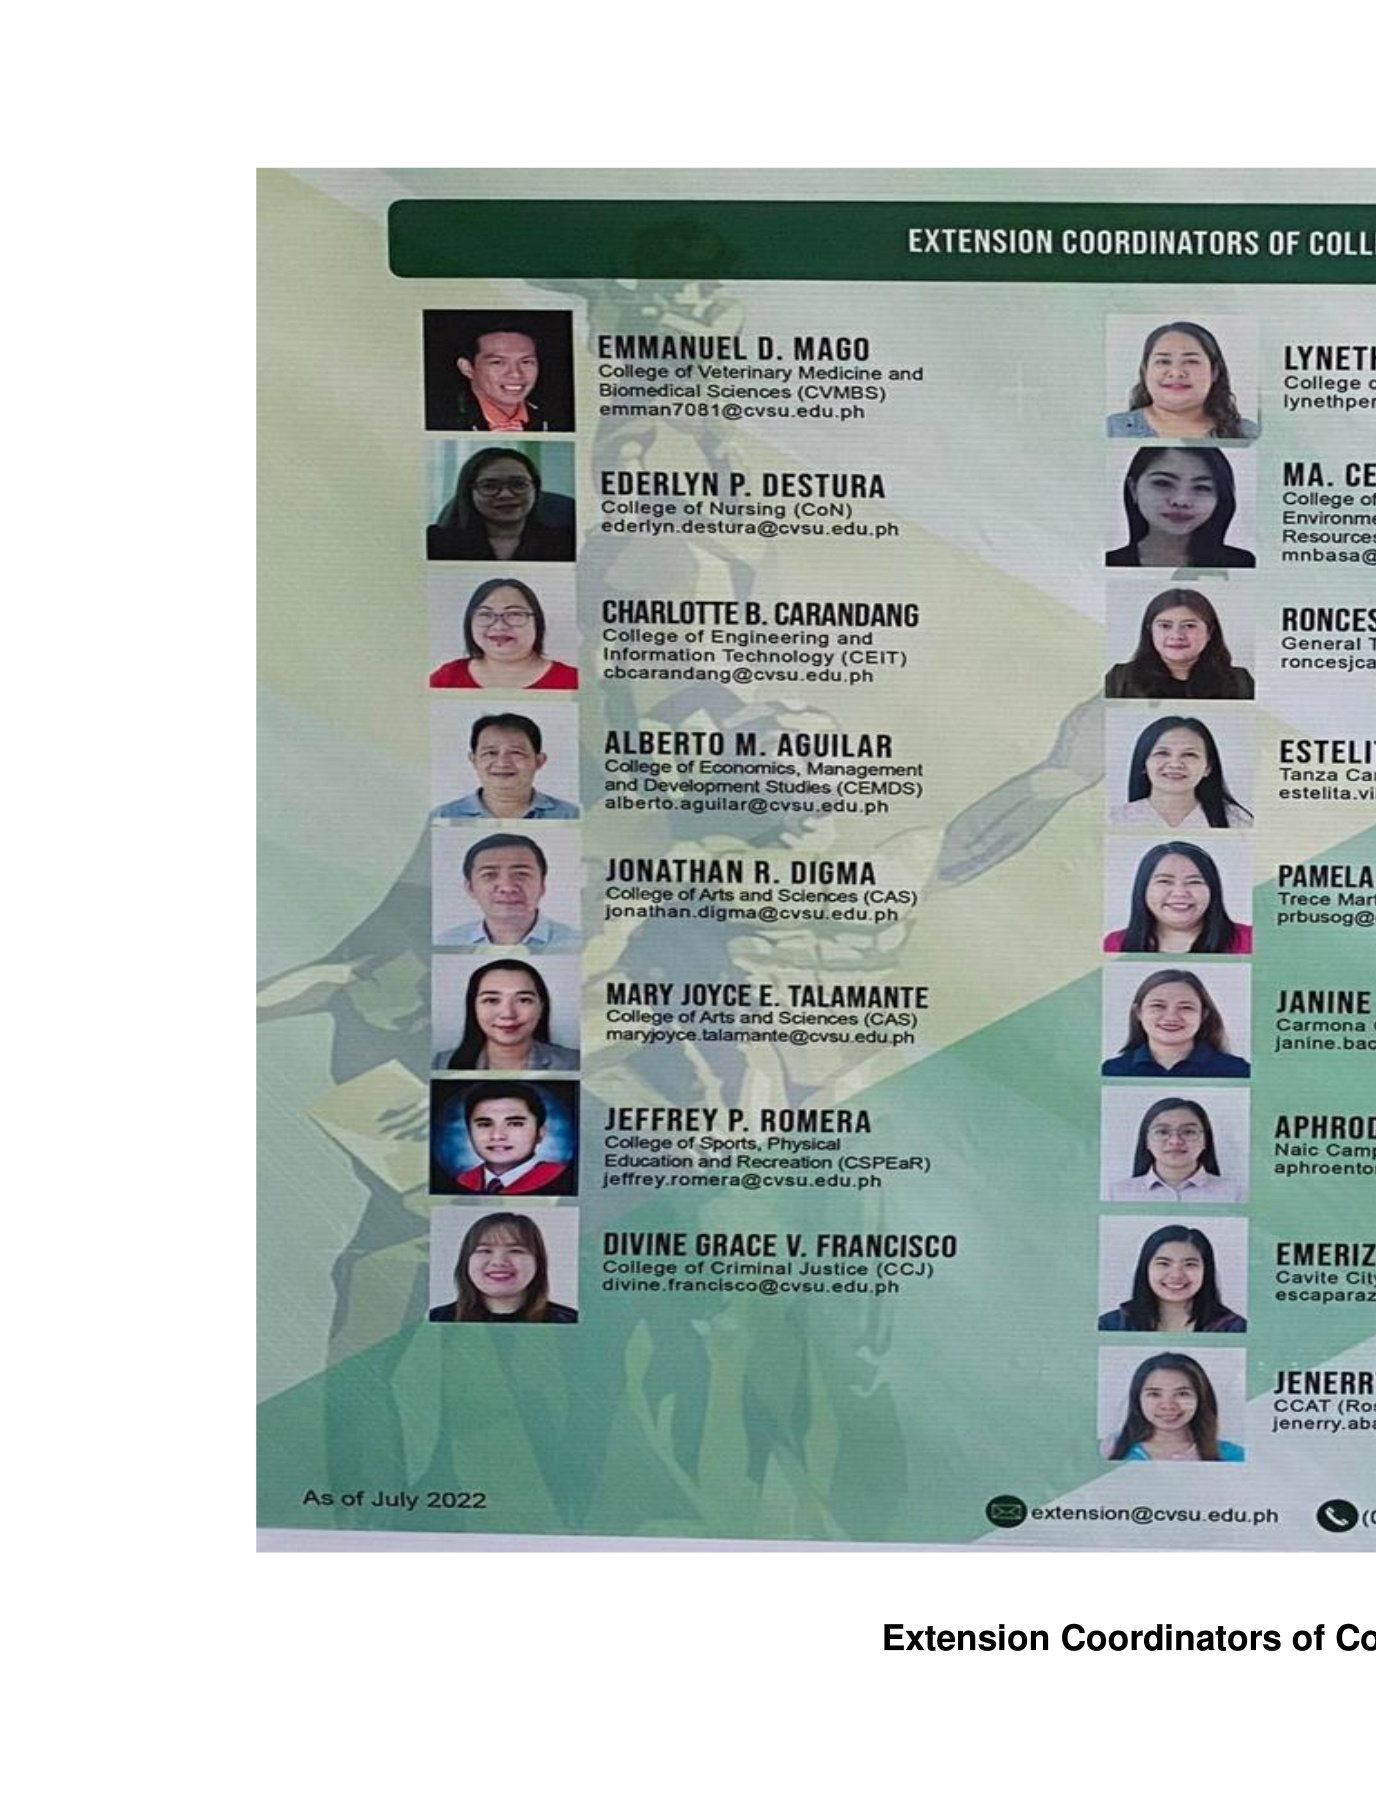 EXTENSION COORDINATORS OF COLL
EMMANUEL D. MAGO
College of Veterinary Medicine and
Biomedical Sciences (CVMBS)
emman7081@cvsu.edu.ph
EDERLYN P. DESTURA
College of Nursing (CoN)
ederlyn.destura@cvsu.edu.ph
CHARLOTTE B. CARANDANG
College of Engineering and
Information Technology (CEIT)
cbcarandang@cvsu.edu.ph
ALBERTO M. AGUILAR
College of Economics, Management
and Development Studies (CEMDS)
alberto.aguilar@cvsu.edu.ph
JONATHAN R. DIGMA
College of Arts and Sciences (CAS)
jonathan.digma@cvsu.edu.ph
MARY JOYCE E. TALAMANTE
College of Arts and Sciences (CAS)
maryjoyce.talamante@cvsu.edu.ph
JEFFREY P. ROMERA
College of Sports, Physical
Education and Recreation (CSPEaR)
jeffrey.romera@cvsu.edu.ph
DIVINE GRACE V. FRANCISCO
College of Criminal Justice (CCJ)
divine.francisco@cvsu.edu.ph
LYNETH
College
lynethper
MA. CE
College of
Environme
Resources
mnbasa@
RONCES
General T
roncesjca
ESTELI
Tanza Ca
estelita.vi
PAMELA
Trece Mart
prbusog@
JANINE
Carmona
janine.bac
APHROD
Naic Camp
aphroento
EMERIZ
Cavite City
escaparaz
JENERR
CCAT (Ros
jenerry.aba
As of July 2022
extension@cvsu.edu.ph
Extension Coordinators of Co